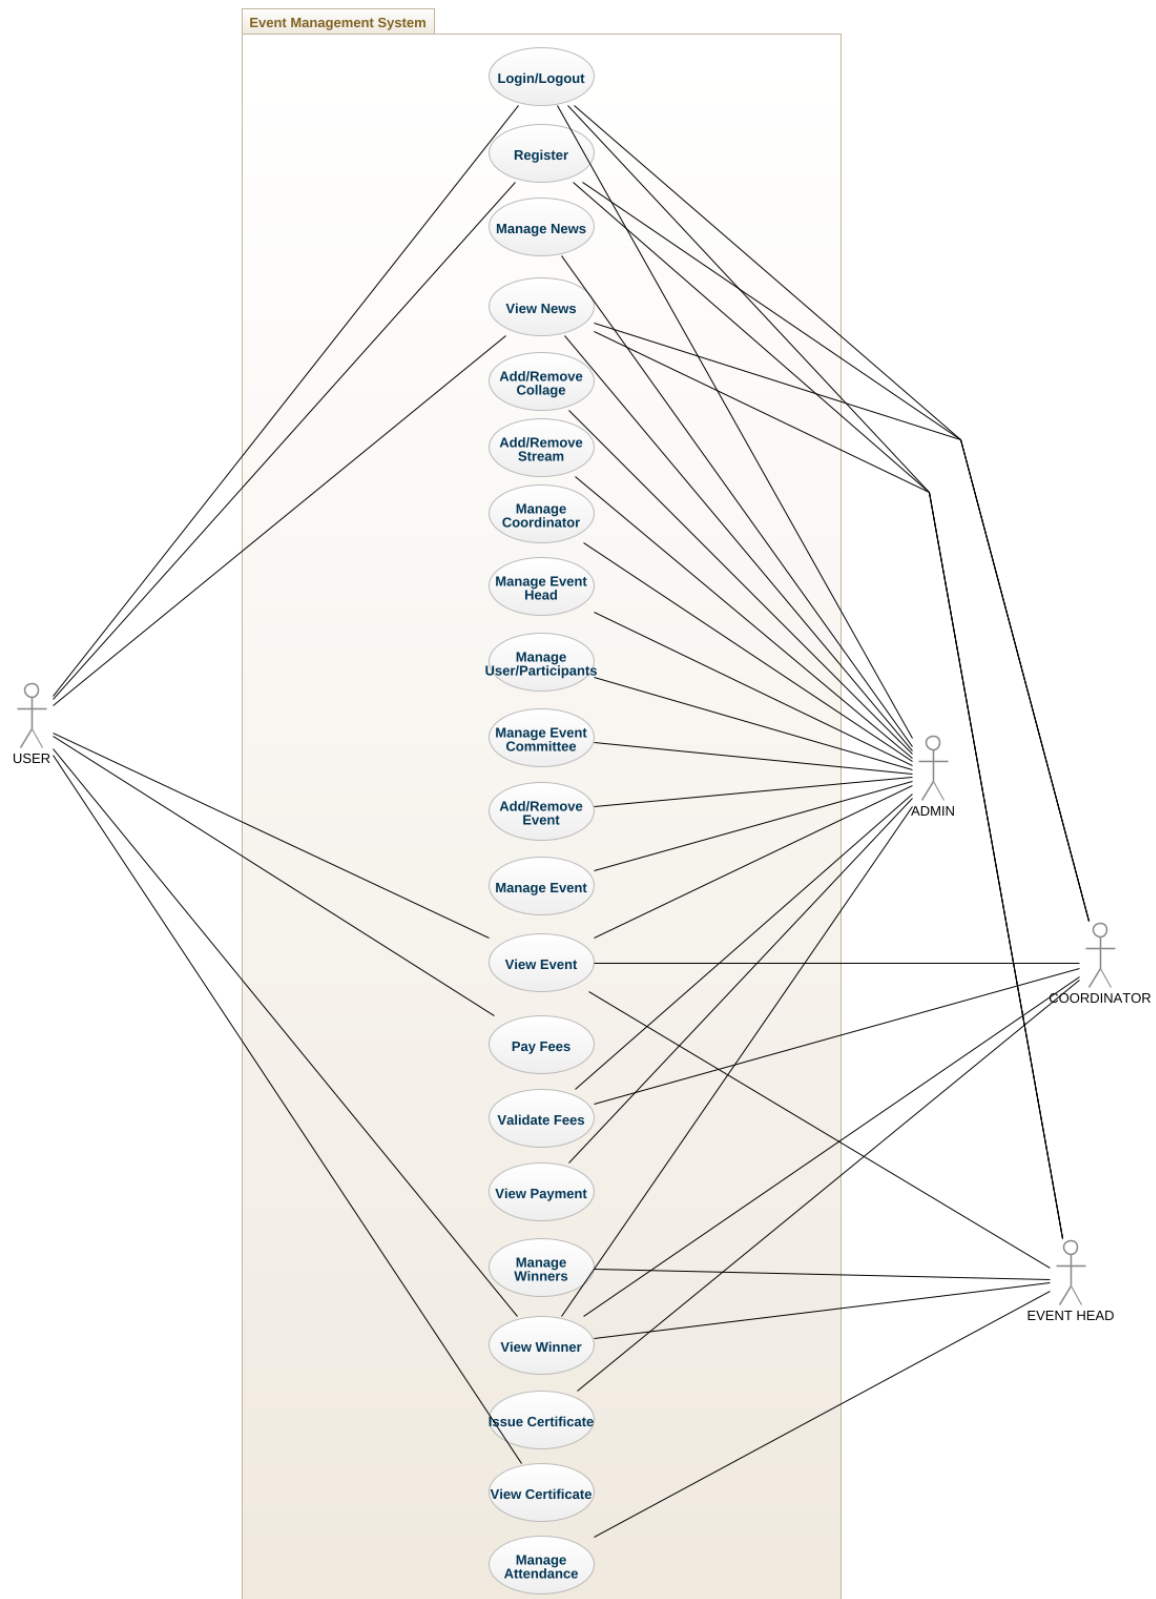 Event Management System
Login/Logout
Register
Manage News
View News
Add/Remove
Collage
Add/Remove
Stream
Manage
Coordinator
Manage Event
Head
Manage
User/Participants
USER
Manage Event
Committee
Add/Remove
Event
ADMIN
Manage Event
View Event
COORDINATOR
Pay Fees
Validate Fees
View Payment
Manage
Winners
EVENT HEAD
View Winner
Issue Certificate
View Certificate
Manage
Attendance